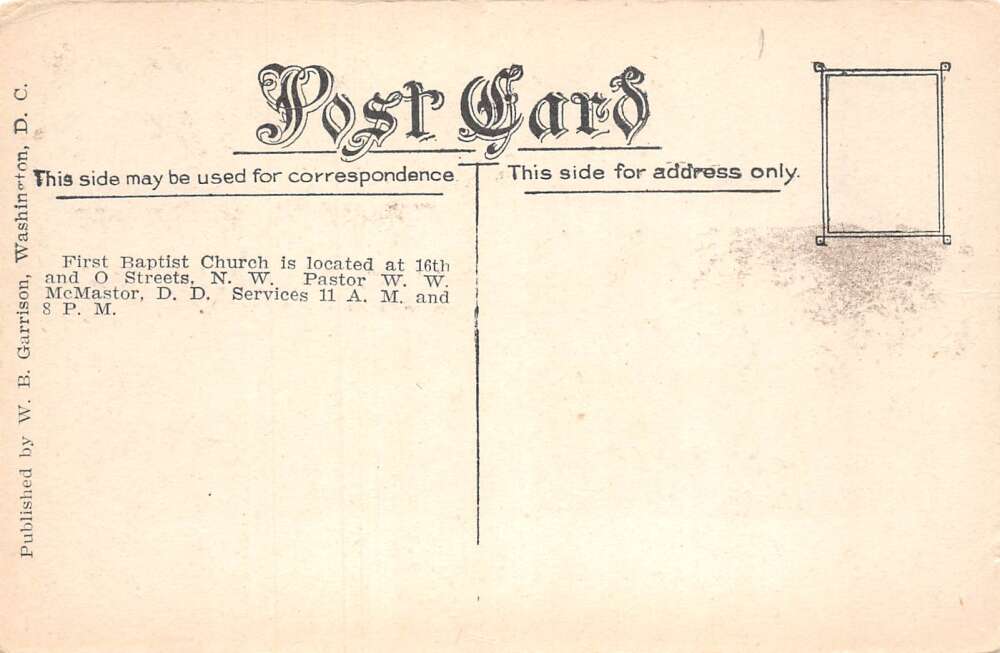 Post Card
This side may be used for correspondence.
This side for address only.
First Baptist Church is located at 16th
and O Streets, N. W. Pastor W. W.
McMastor, D. D. Services 11 A. M. and
8 P. M.
Published by W. B. Garrison, Washington, D. C.